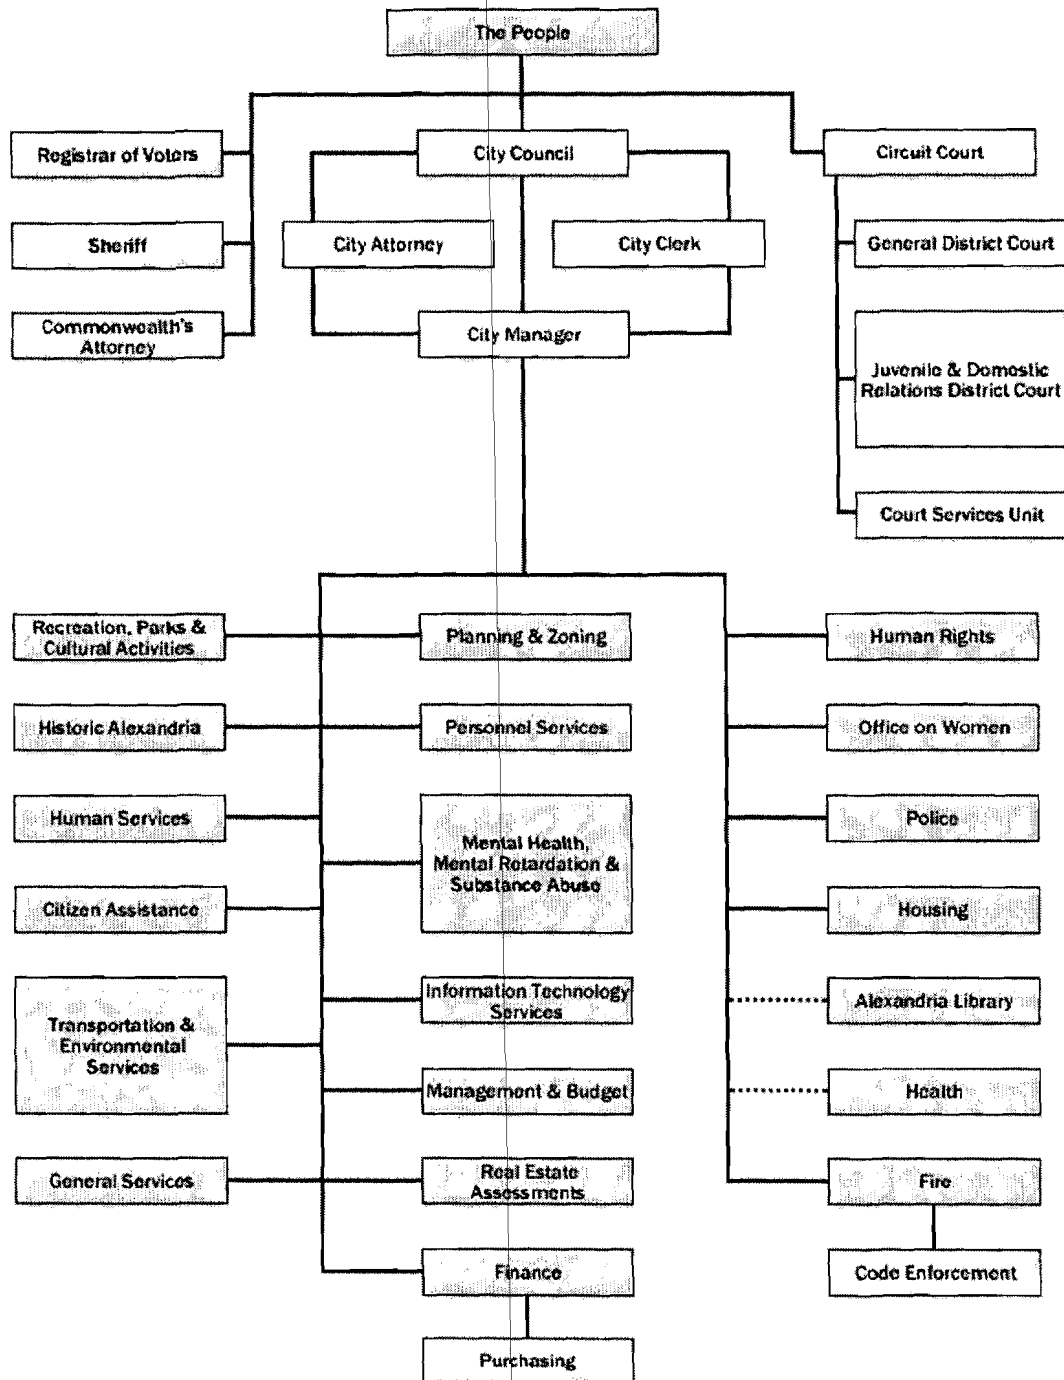 The People
Registrar of Voters
City Council
Circuit Court
Sheriff
City Attorney
City Clerk
General District Court
Commonwealth's
Attorney
City Manager
Juvenile & Domestic
Relations District Court
Court Services Unit
Recreation, Parks &
Cultural Activities
Planning & Zoning
Human Rights
Historic Alexandria
Personnel Services
Office on Women
Human Services
Mental Health,
Mental Retardation &
Substance Abuse
Police
Citizen Assistance
Housing
Transportation &
Environmental
Services
Information Technology
Services
Alexandria Library
Management & Budget
Health
General Services
Real Estate
Assessments
Fire
Finance
Code Enforcement
Purchasing